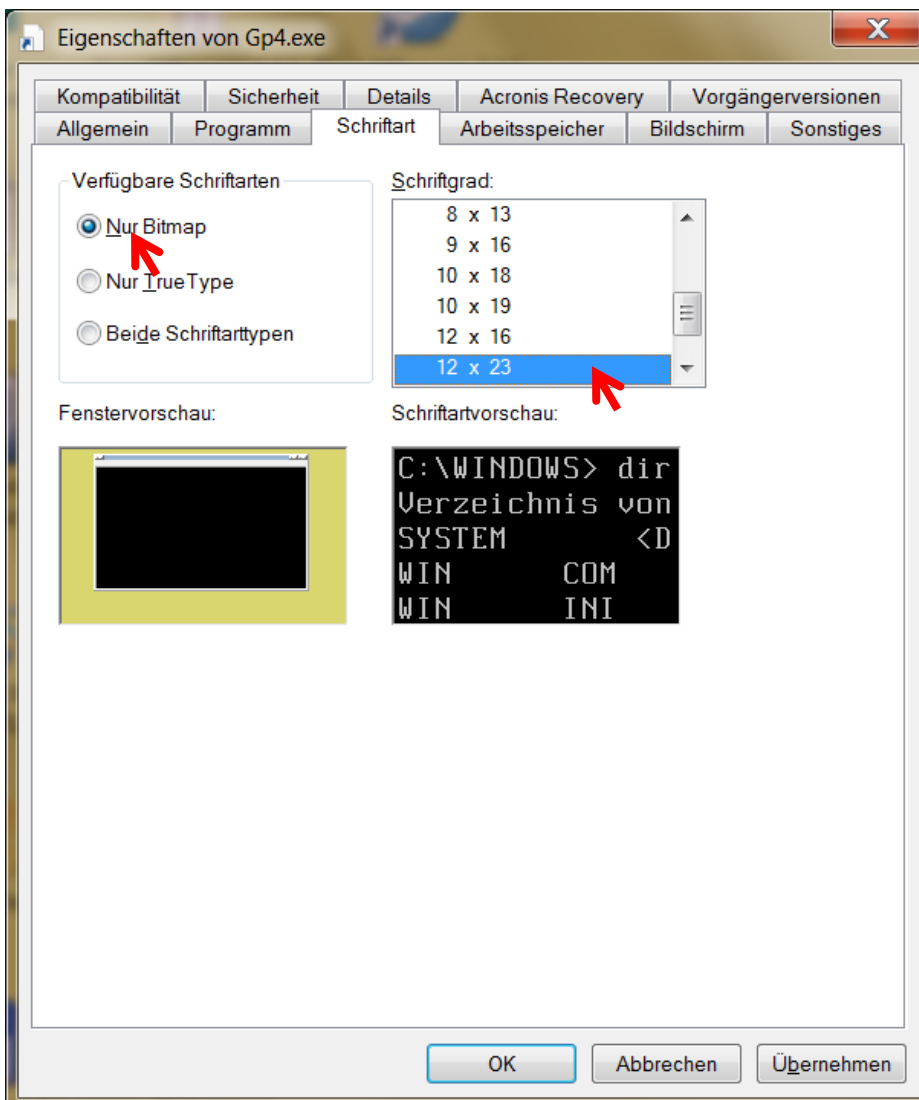 Eigenschaften von Gp4.exe
X
Kompatibilität Sicherheit Details Acronis Recovery Vorgängerversionen
Allgemein Programm Schriftart Arbeitsspeicher Bildschirm Sonstiges
Verfügbare Schriftarten
Nur Bitmap
Nur TrueType
Beide Schriftarttypen
Schriftgrad:
8 x 13
9 x 16
10 x 18
10 x 19
12 x 16
12 x 23
Fenstervorschau:
Schriftartvorschau:
C:\WINDOWS> dir
Verzeichnis von
SYSTEM <D
WIN COM
WIN INI
OK Abbrechen Übernehmen